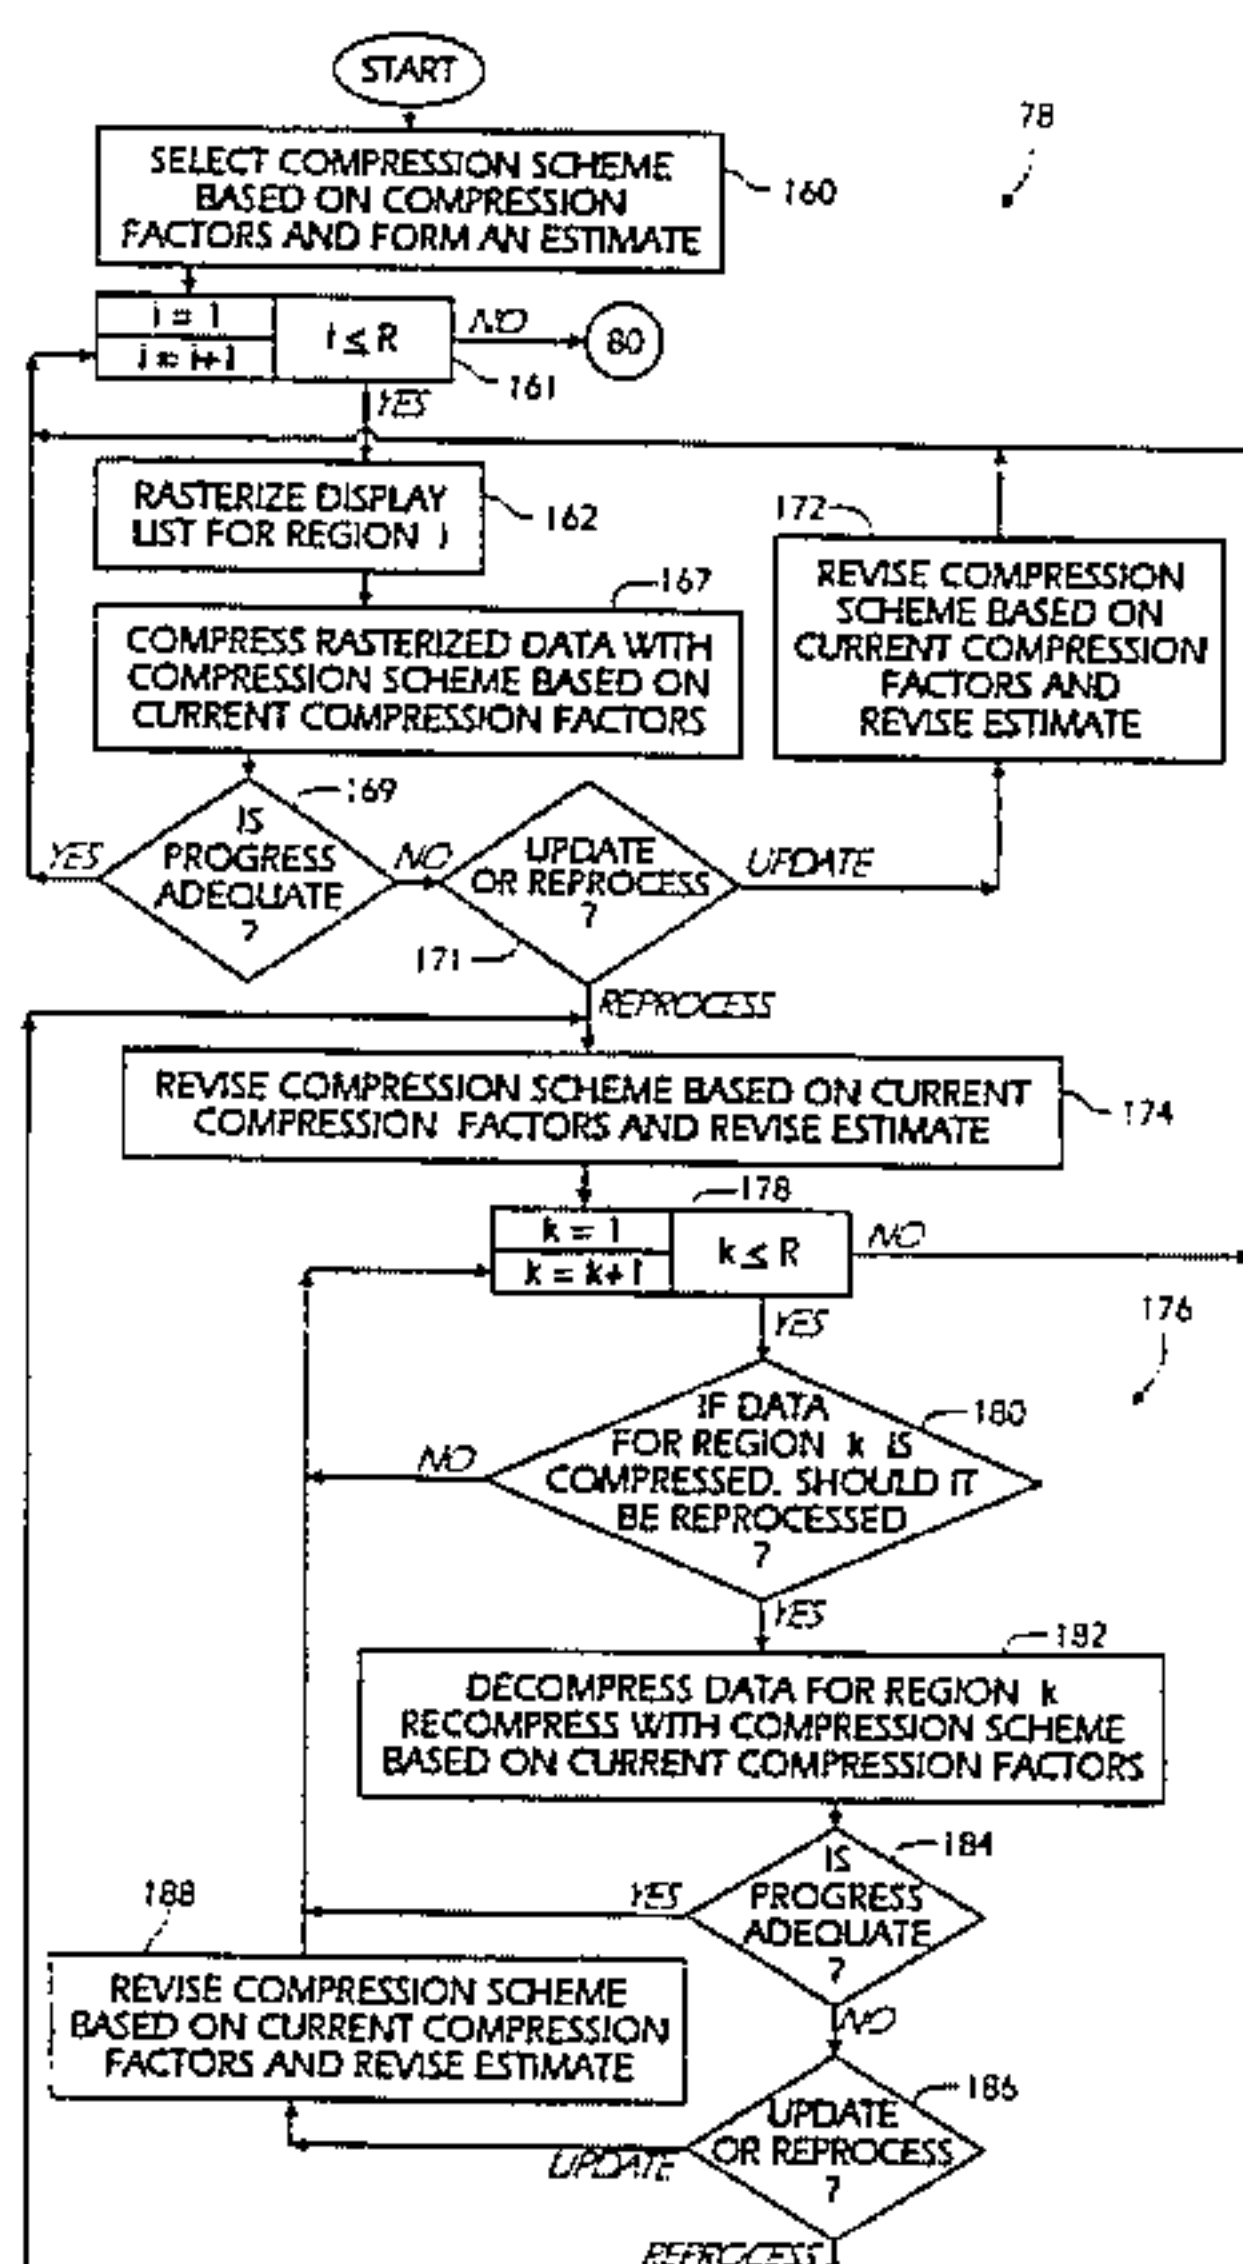 START
78
SELECT COMPRESSION SCHEME
BASED ON COMPRESSION
FACTORS AND FORM AN ESTIMATE
160
i = 1
i = i+1
i ≤ R
NO
80
161
YES
RASTERIZE DISPLAY
LIST FOR REGION i
162
172
REVISE COMPRESSION
SCHEME BASED ON
CURRENT COMPRESSION
FACTORS AND
REVISE ESTIMATE
167
COMPRESS RASTERIZED DATA WITH
COMPRESSION SCHEME BASED ON
CURRENT COMPRESSION FACTORS
169
IS
PROGRESS
ADEQUATE
?
YES
NO
UPDATE
OR REPROCESS
?
UPDATE
171
REPROCESS
REVISE COMPRESSION SCHEME BASED ON CURRENT
COMPRESSION FACTORS AND REVISE ESTIMATE
174
178
k = 1
k = k+1
k ≤ R
NO
YES
176
IF DATA
FOR REGION k IS
COMPRESSED, SHOULD IT
BE REPROCESSED
?
180
NO
YES
182
DECOMPRESS DATA FOR REGION k
RECOMPRESS WITH COMPRESSION SCHEME
BASED ON CURRENT COMPRESSION FACTORS
184
IS
PROGRESS
ADEQUATE
?
YES
NO
188
REVISE COMPRESSION SCHEME
BASED ON CURRENT COMPRESSION
FACTORS AND REVISE ESTIMATE
186
UPDATE
OR REPROCESS
?
UPDATE
REPROCESS